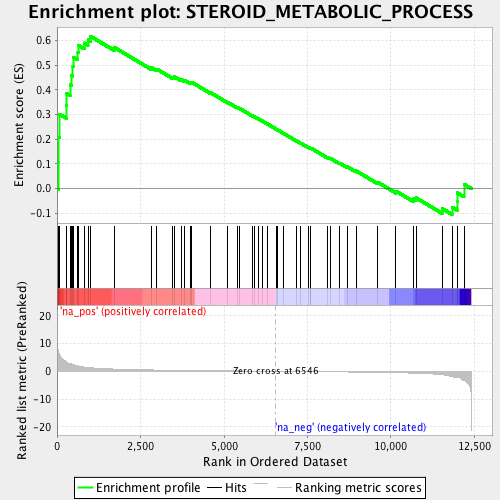 Enrichment plot: STEROID_METABOLIC_PROCESS
Enrichment score (ES)
0.6
0.5
0.4
0.3
0.2
0.1
0.0
-0.1
'na_pos' (positively correlated)
Ranked list metric (PreRanked)
20
10
0
-10
-20
Zero cross at 6546
'na_neg' (negatively correlated)
0
2,500
5,000
7,500
10,000
12,500
Rank in Ordered Dataset
Enrichment profile
Hits
Ranking metric scores